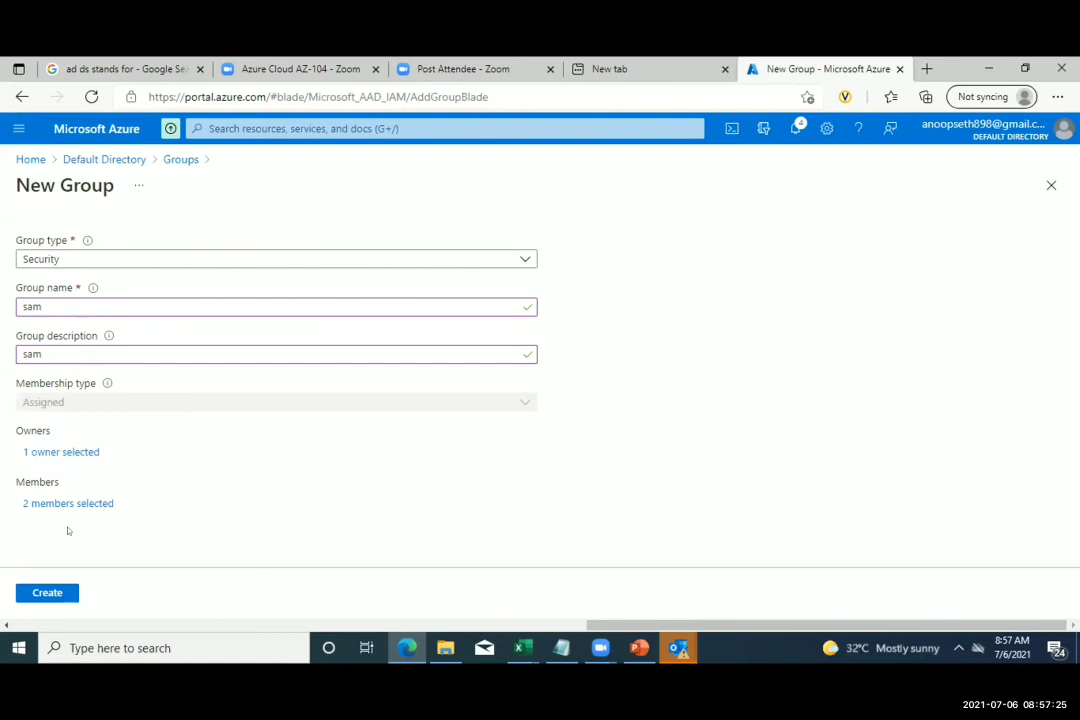 ad ds stands for - Google Se
Azure Cloud AZ-104 - Zoom
Post Attendee - Zoom
New tab
New Group - Microsoft Azure
https://portal.azure.com/#blade/Microsoft_AAD_IAM/AddGroupBlade
Not syncing
Microsoft Azure
Search resources, services, and docs (G+/)
4
anoopseth898@gmail.c...
DEFAULT DIRECTORY
Home > Default Directory > Groups >
New Group ...
Group type *
Security
Group name *
sam
Group description
sam
Membership type
Assigned
Owners
1 owner selected
Members
2 members selected
Create
Type here to search
32°C Mostly sunny
8:57 AM
7/6/2021
24
2021-07-06 08:57:25